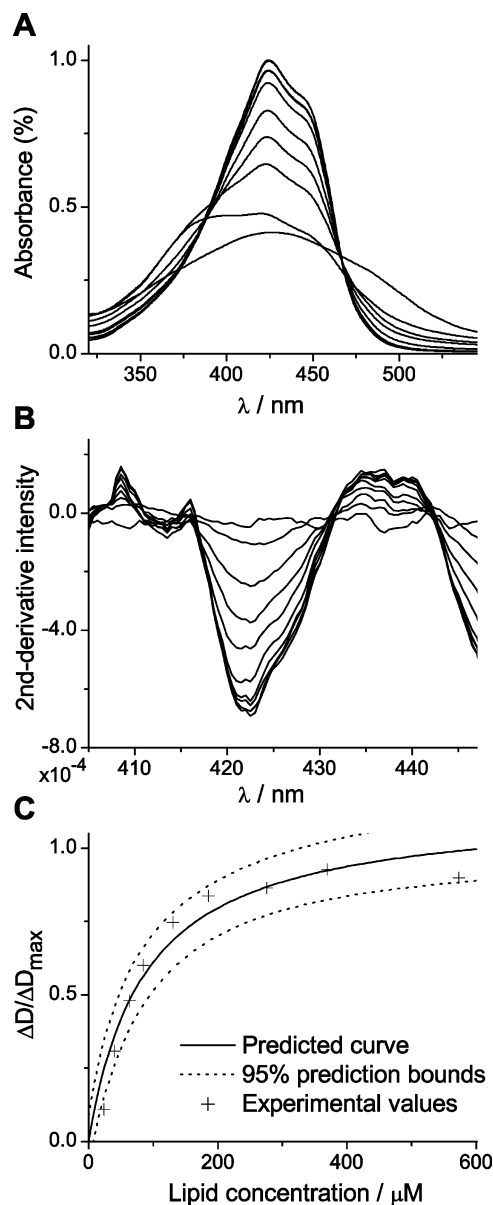 A
Absorbance (%)
1.0
0.5
0.0
350 400 450 500
λ / nm
B
2nd-derivative intensity
0.0
-4.0
-8.0
x10-4
410 420 430 440
λ / nm
C
ΔD/ΔDmax
1.0
0.5
0.0
Predicted curve
95% prediction bounds
Experimental values
0 200 400 600
Lipid concentration / μM